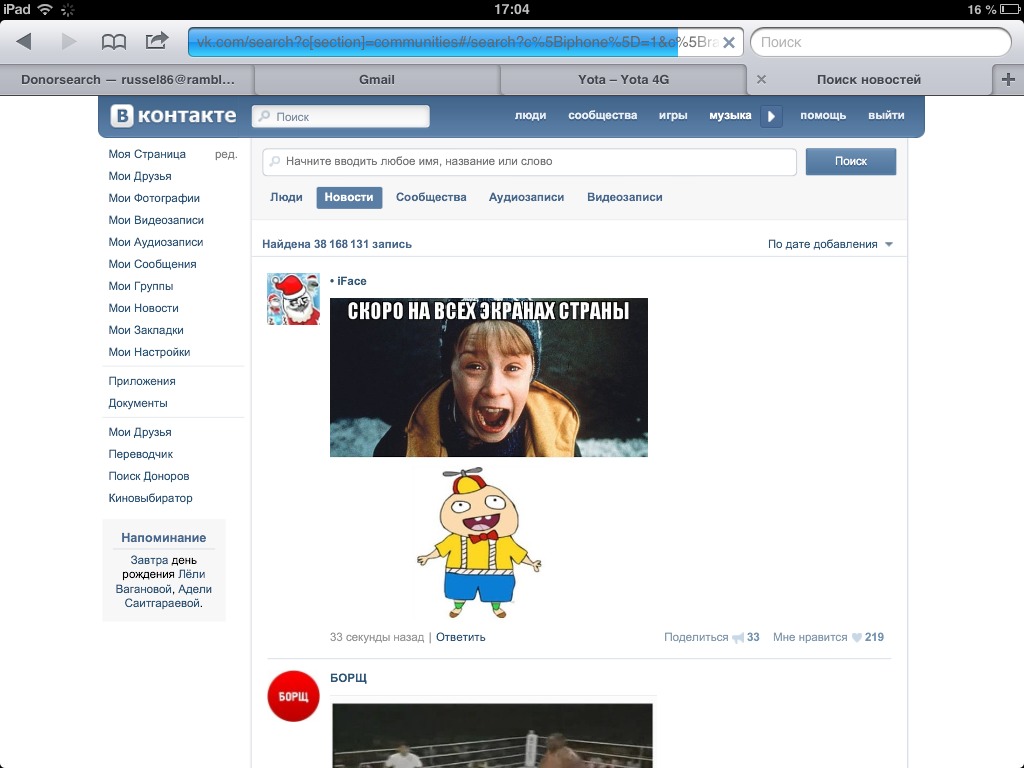 iPad 17:04 16 %
vk.com/search?c[section]=communities#/search?c%5Biphone%5D=1&c%5Bra Поиск
Donorsearch — russel86@rambl... Gmail Yota – Yota 4G Поиск новостей
В контакте Поиск люди сообщества игры музыка помощь выйти
Моя Страница ред.
Мои Друзья
Мои Фотографии
Мои Видеозаписи
Мои Аудиозаписи
Мои Сообщения
Мои Группы
Мои Новости
Мои Закладки
Мои Настройки
Приложения
Документы
Мои Друзья
Переводчик
Поиск Доноров
Киновыбиратор
Напоминание
Завтра день
рождения Лёли
Вагановой, Адели
Саитгараевой.
Начните вводить любое имя, название или слово Поиск
Люди Новости Сообщества Аудиозаписи Видеозаписи
Найдена 38 168 131 запись По дате добавления
• iFace
СКОРО НА ВСЕХ ЭКРАНАХ СТРАНЫ
33 секунды назад | Ответить Поделиться 33 Мне нравится 219
БОРЩ
БОРЩ